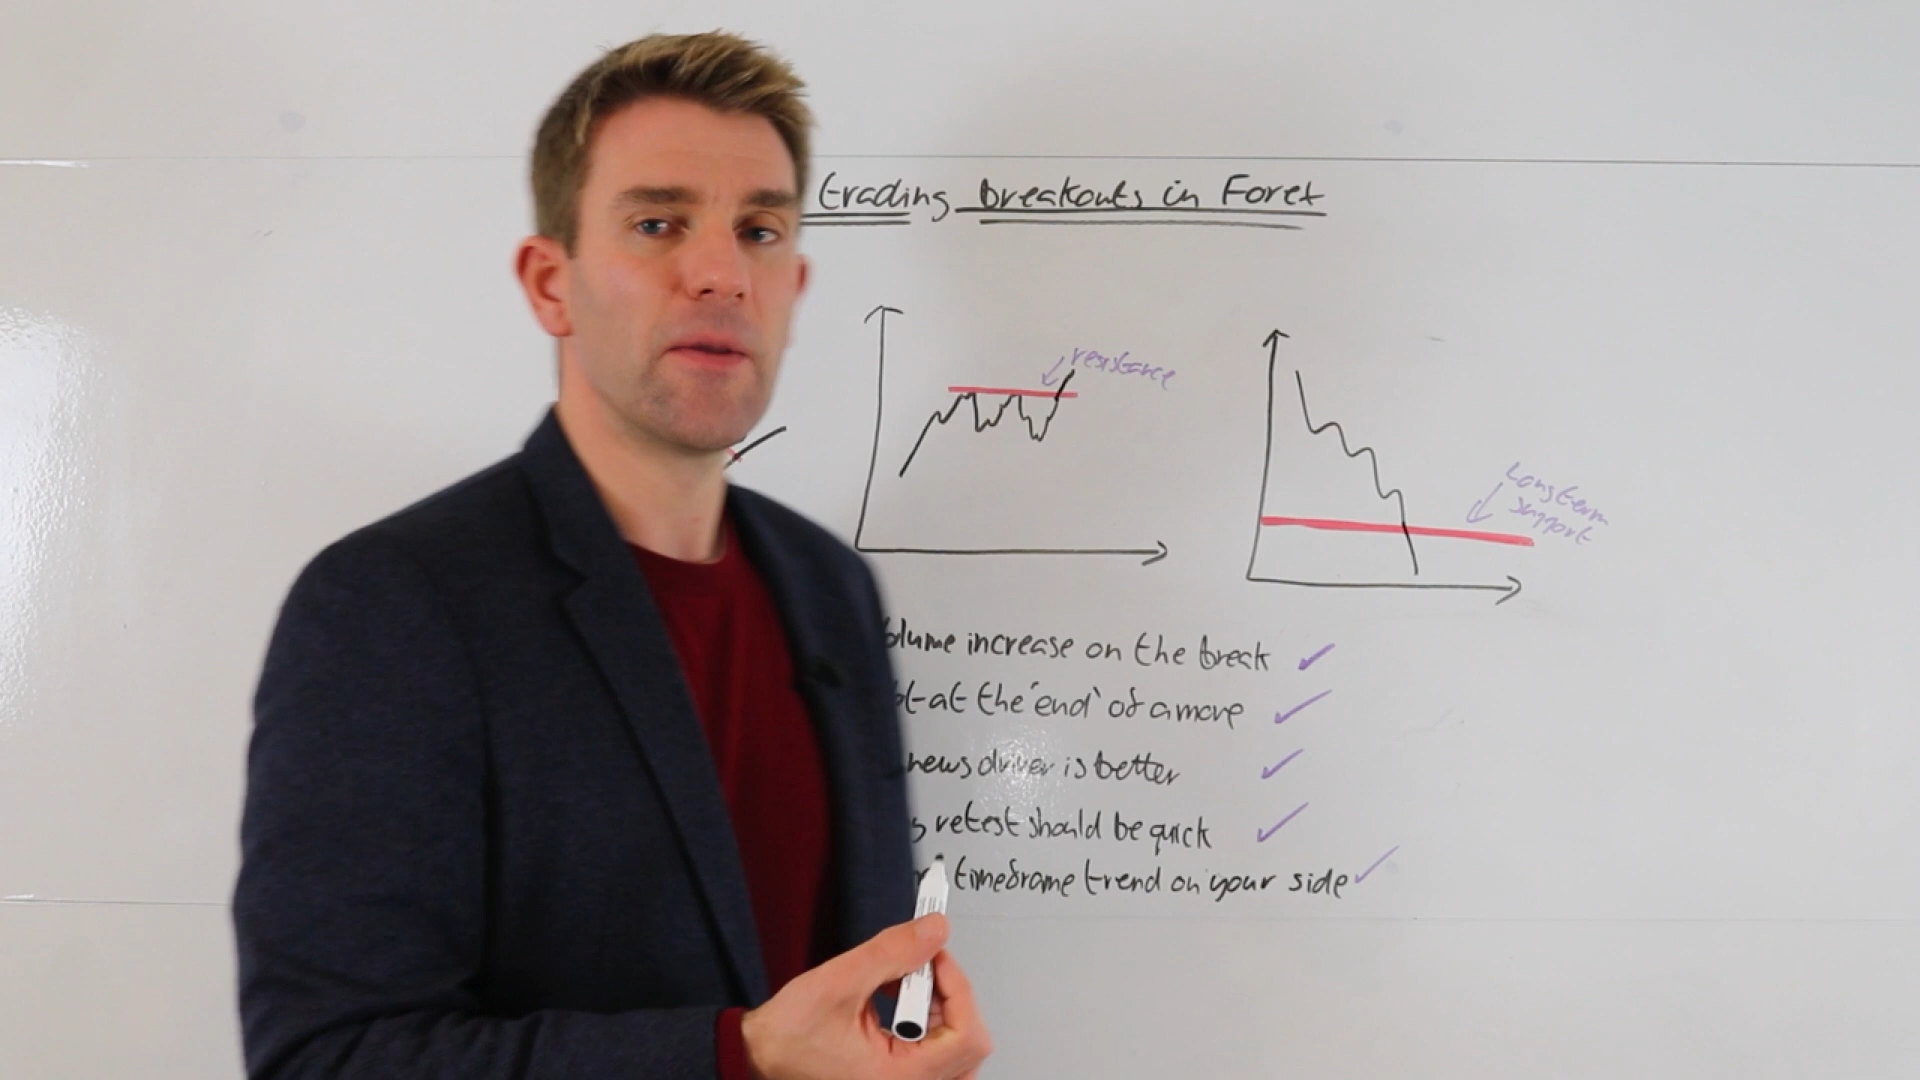 trading breakouts in Forex
resistance
Long term
support
volume increase on the break ✓
at the 'end' of a move ✓
news driver is better ✓
retest should be quick ✓
timeframe trend on your side ✓